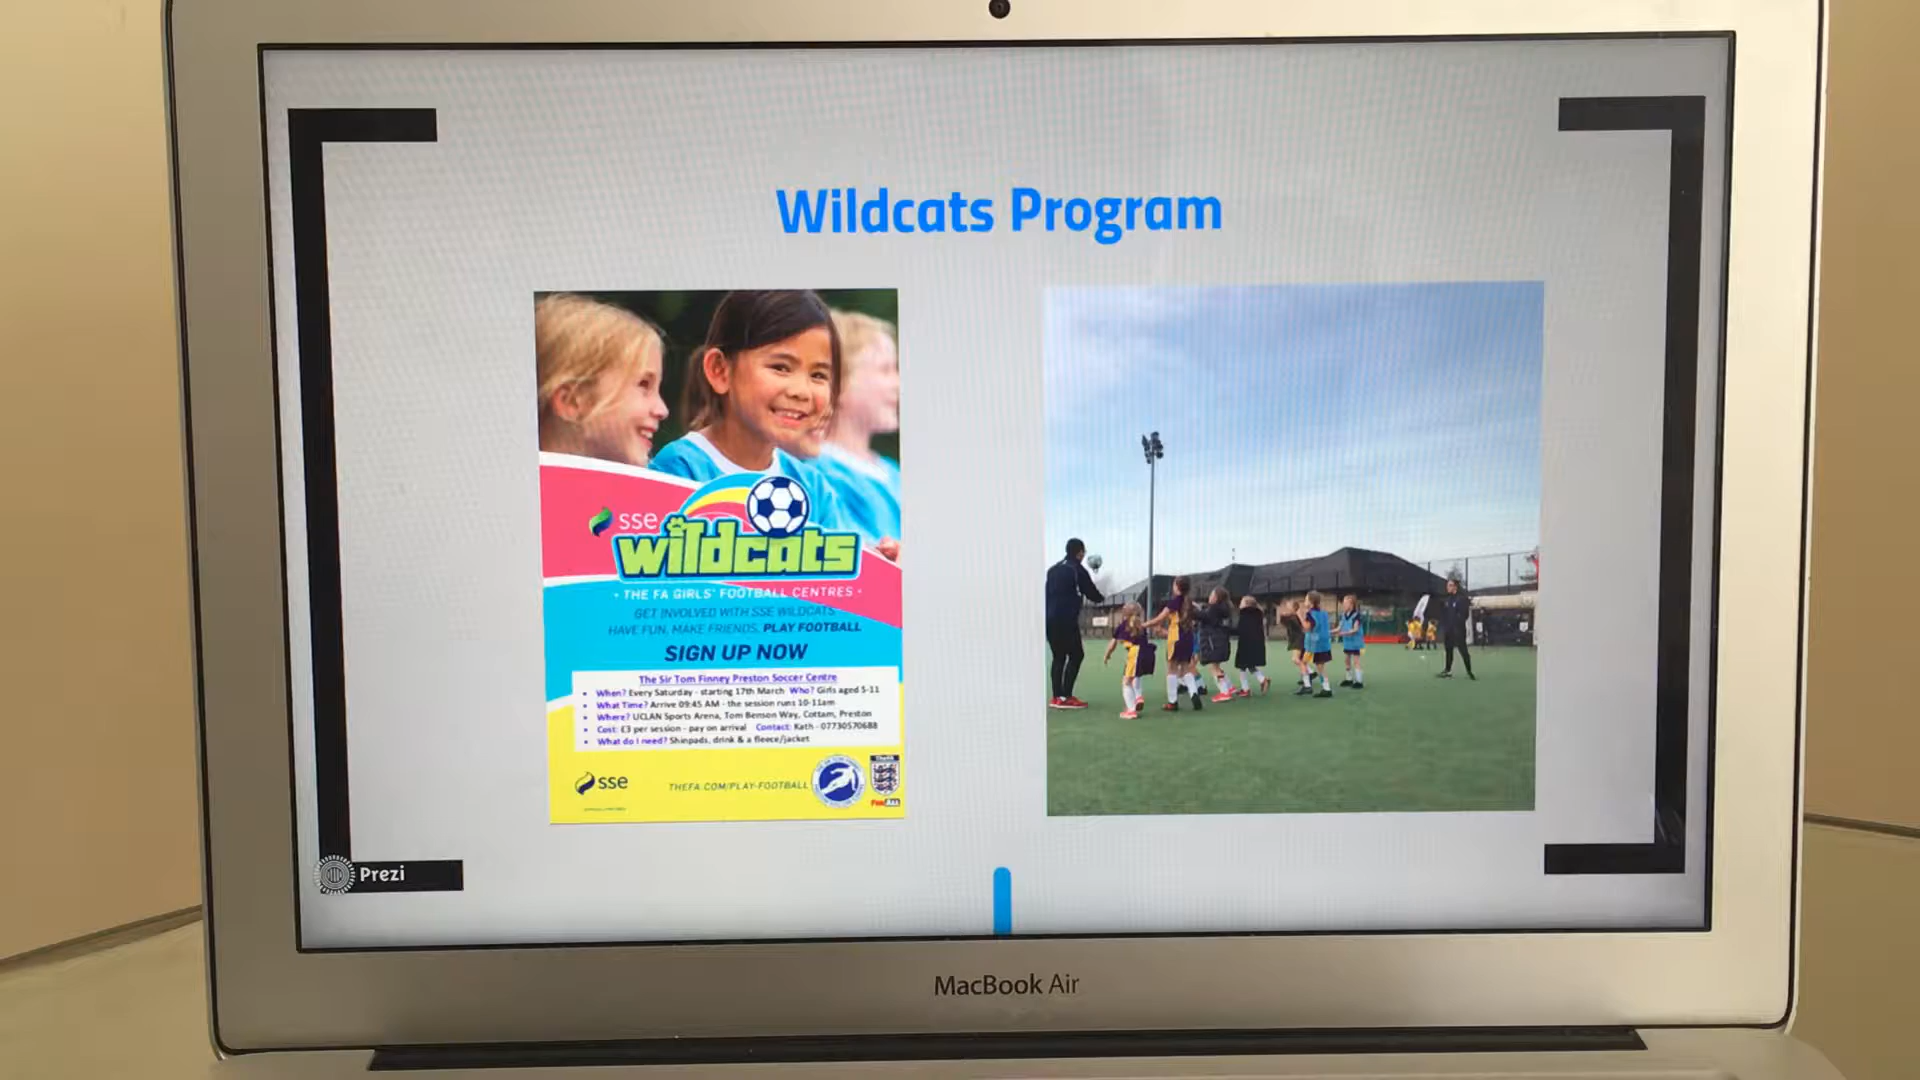 Wildcats Program
sse
wildcats
• THE FA GIRLS' FOOTBALL CENTRES •
GET INVOLVED WITH SSE WILDCATS
HAVE FUN, MAKE FRIENDS, PLAY FOOTBALL
SIGN UP NOW
The Sir Tom Finney Preston Soccer Centre
• When? Every Saturday - starting 17th March Who? Girls aged 5-11
• What Time? Arrive 09:45 AM - the session runs 10-11am
• Where? UCLAN Sports Arena, Tom Benson Way, Cottam, Preston
• Cost: £3 per session - pay on arrival Contact: Kath - 07730570688
• What do I need? Shinpads, drink & a fleece/jacket
sse
THEFA.COM/PLAY-FOOTBALL
FOR ALL
Prezi
MacBook Air